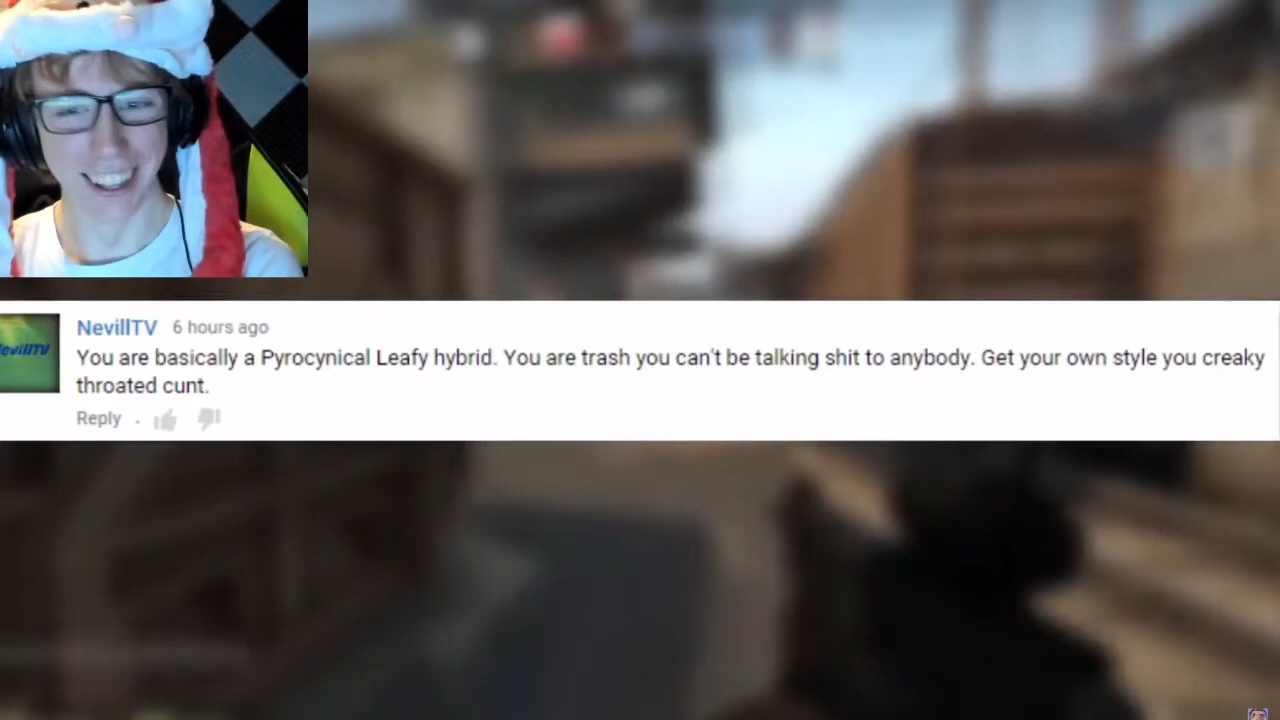 NevillTV 6 hours ago
You are basically a Pyrocynical Leafy hybrid. You are trash you can't be talking shit to anybody. Get your own style you creaky
throated cunt.
Reply .